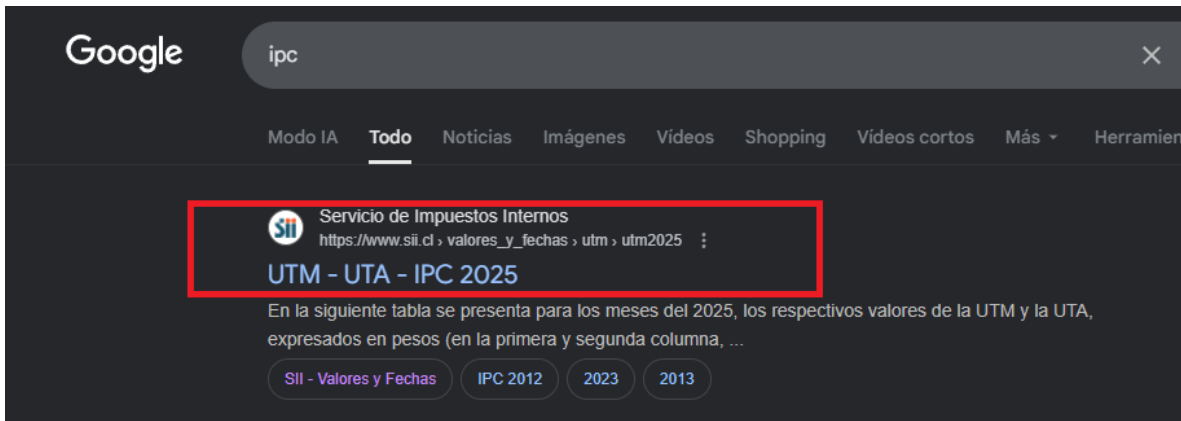 Google
ipc
Modo IA Todo Noticias Imágenes Vídeos Shopping Vídeos cortos Más Herramien
Sii
Servicio de Impuestos Internos
https://www.sii.cl › valores_y_fechas › utm › utm2025
UTM - UTA - IPC 2025
En la siguiente tabla se presenta para los meses del 2025, los respectivos valores de la UTM y la UTA,
expresados en pesos (en la primera y segunda columna, ...
SII - Valores y Fechas IPC 2012 2023 2013